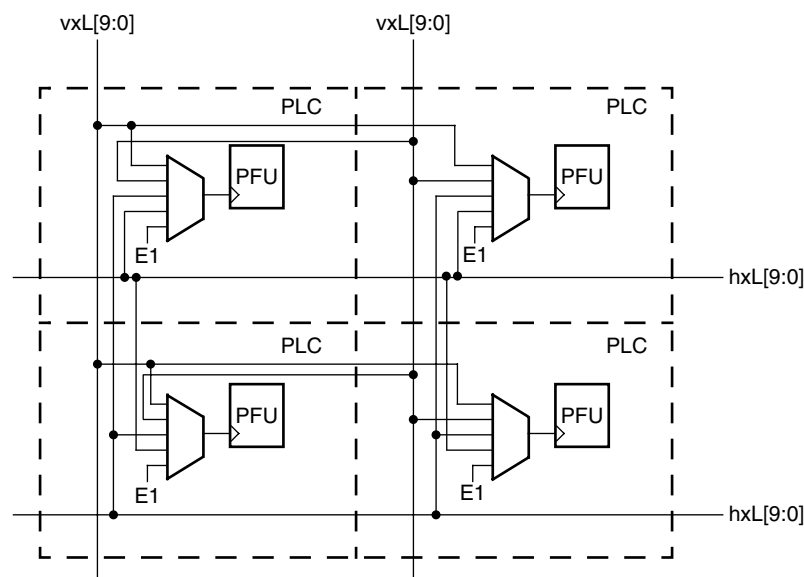 vxL[9:0]
vxL[9:0]
PLC
PLC
PFU
PFU
E1
E1
hxL[9:0]
PLC
PLC
PFU
PFU
E1
E1
hxL[9:0]